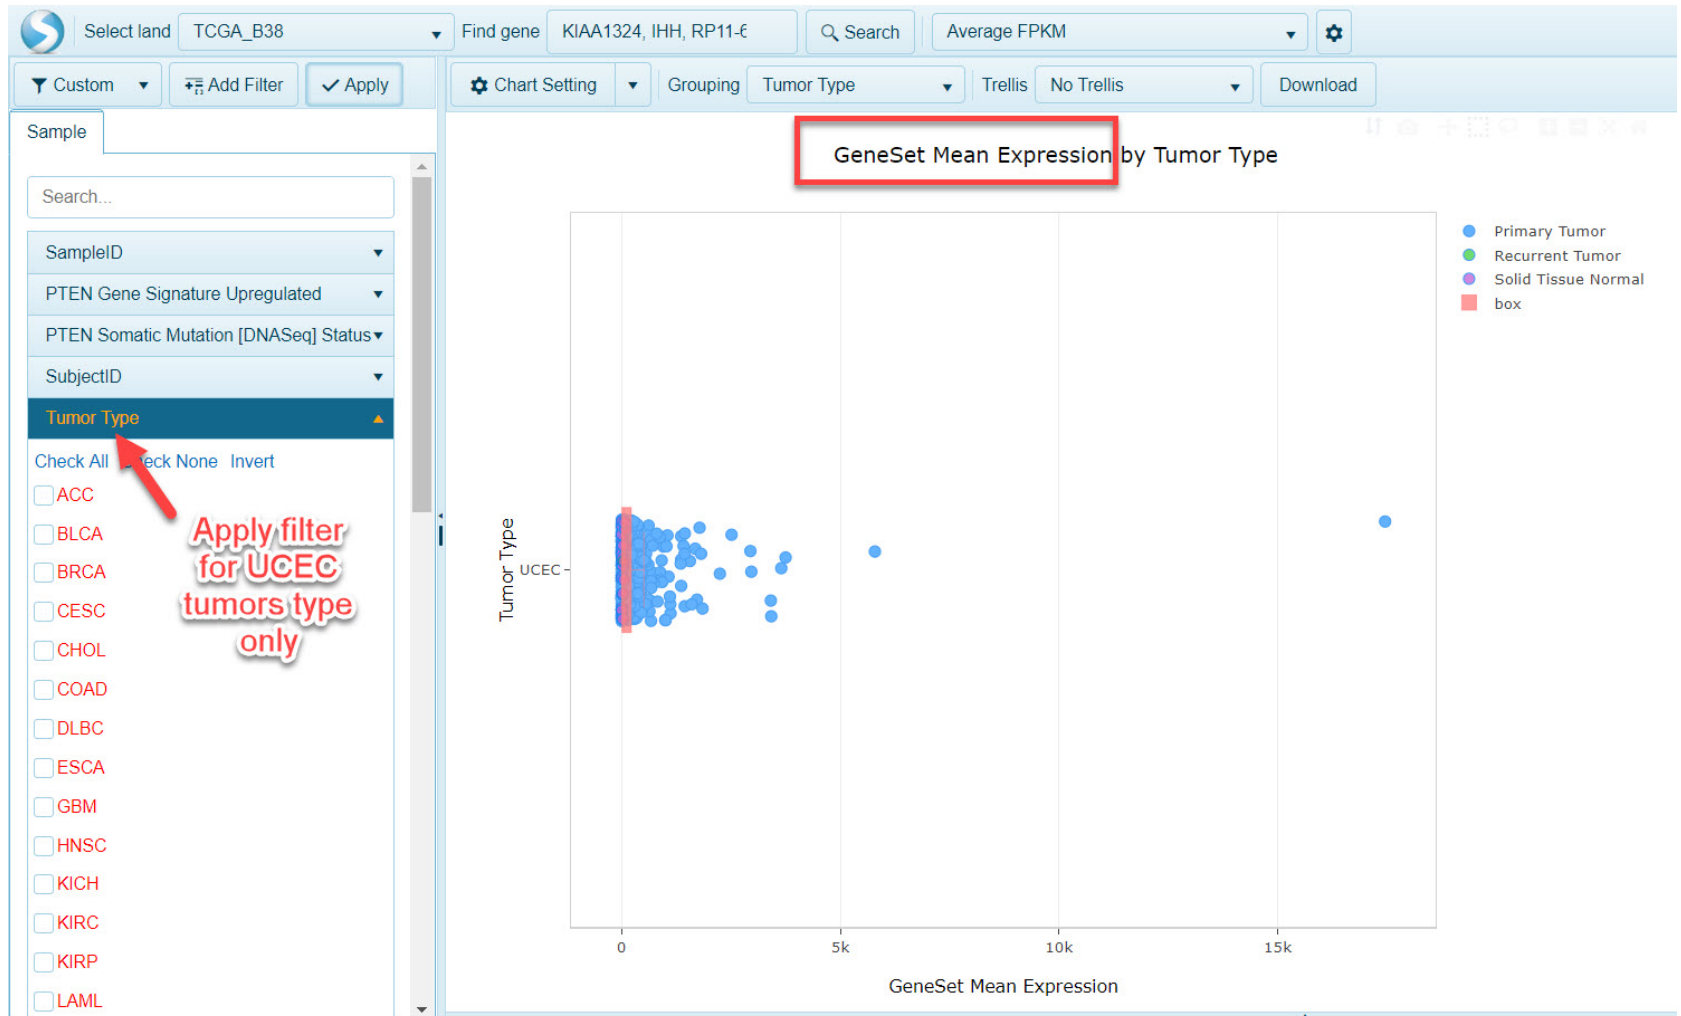 Select land TCGA_B38 Find gene KIAA1324, IHH, RP11-6 Search Average FPKM
Custom Add Filter Apply Chart Setting Grouping Tumor Type Trellis No Trellis Download
Sample
Search...
SampleID
PTEN Gene Signature Upregulated
PTEN Somatic Mutation [DNASeq] Status
SubjectID
Tumor Type
Check All Check None Invert
ACC
BLCA
BRCA
CESC
CHOL
COAD
DLBC
ESCA
GBM
HNSC
KICH
KIRC
KIRP
LAML
Apply filter
for UCEC
tumors type
only
GeneSet Mean Expression by Tumor Type
Primary Tumor
Recurrent Tumor
Solid Tissue Normal
box
Tumor Type
UCEC
0 5k 10k 15k
GeneSet Mean Expression